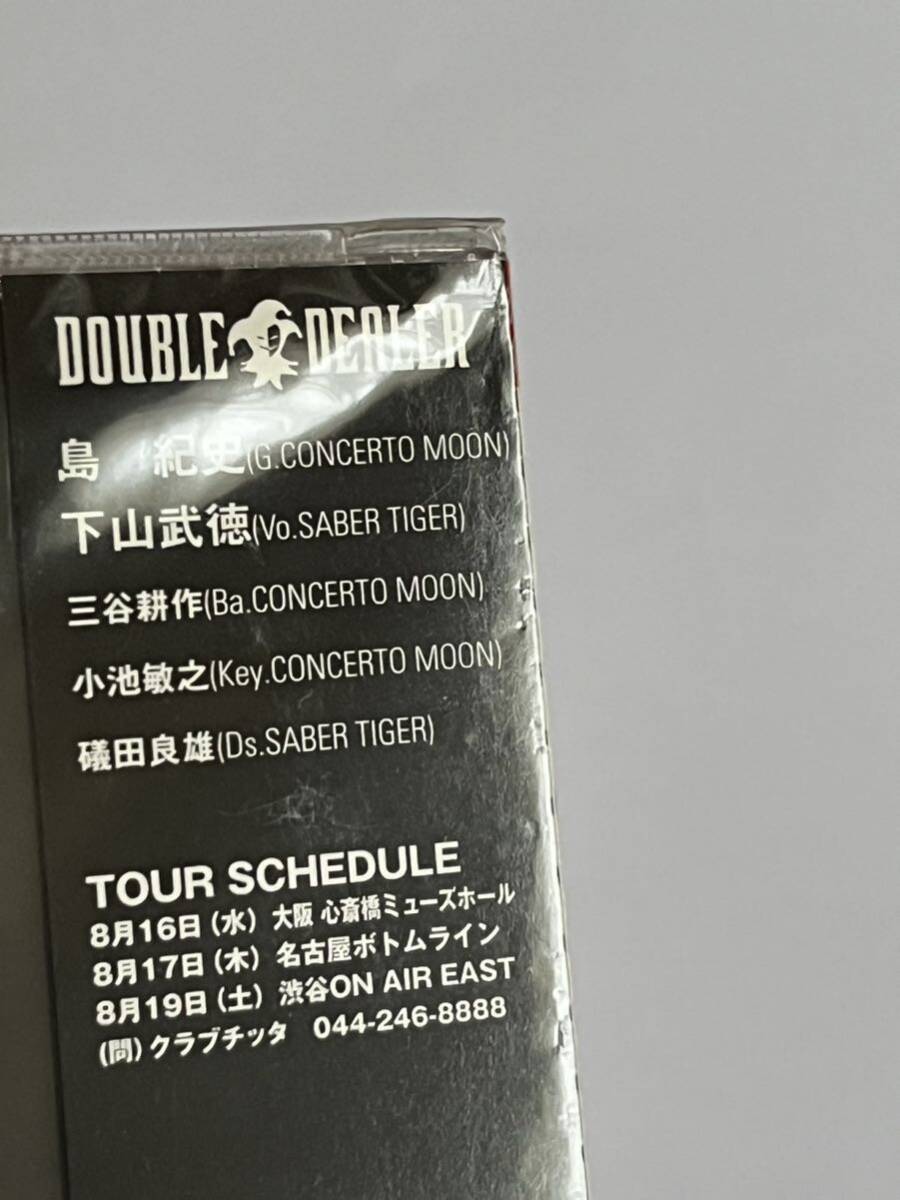 DOUBLE DEALER
島　紀史(G.CONCERTO MOON)
下山武徳(Vo.SABER TIGER)
三谷耕作(Ba.CONCERTO MOON)
小池敏之(Key.CONCERTO MOON)
礒田良雄(Ds.SABER TIGER)
TOUR SCHEDULE
8月16日（水）大阪 心斎橋ミューズホール
8月17日（木）名古屋ボトムライン
8月19日（土）渋谷ON AIR EAST
(問)クラブチッタ　044-246-8888